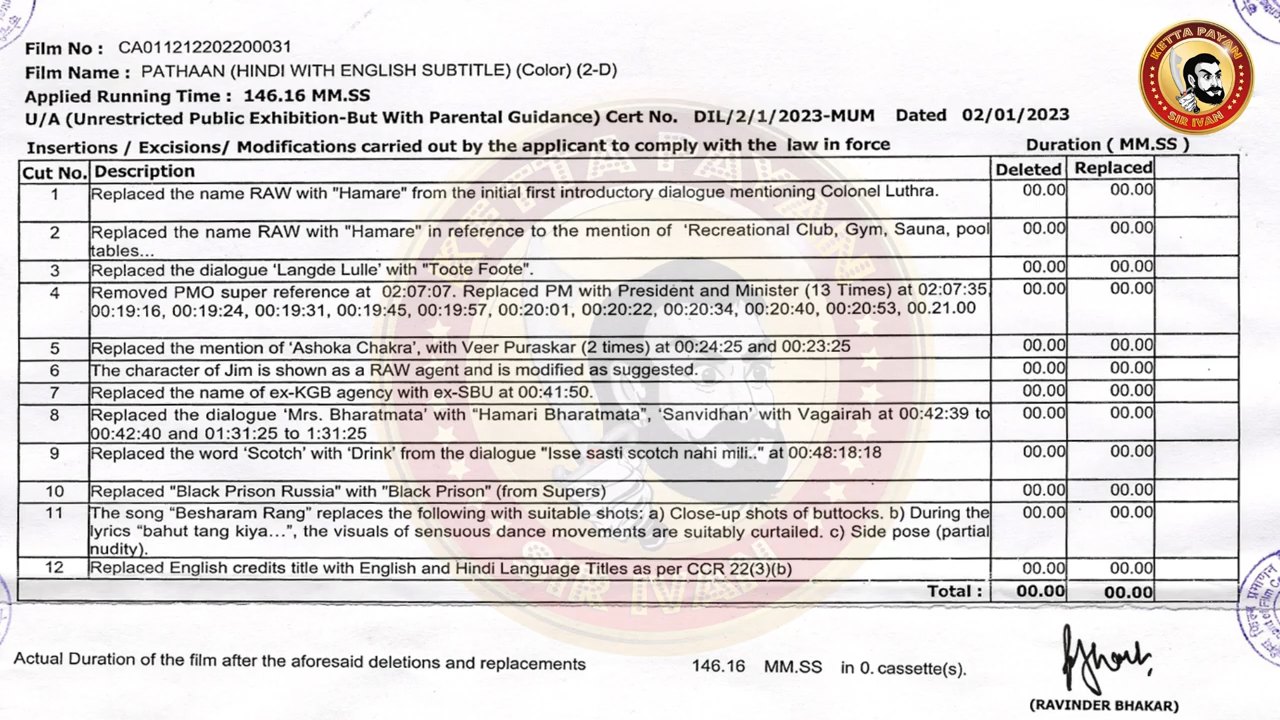 KETTA PAYAN
SIR IVAN
Film No : CA011212202200031
Film Name : PATHAAN (HINDI WITH ENGLISH SUBTITLE) (Color) (2-D)
Applied Running Time : 146.16 MM.SS
U/A (Unrestricted Public Exhibition-But With Parental Guidance) Cert No. DIL/2/1/2023-MUM Dated 02/01/2023
Insertions / Excisions/ Modifications carried out by the applicant to comply with the law in force Duration ( MM.SS )
Cut No. Description Deleted Replaced
1 Replaced the name RAW with "Hamare" from the initial first introductory dialogue mentioning Colonel Luthra. 00.00 00.00
2 Replaced the name RAW with "Hamare" in reference to the mention of 'Recreational Club, Gym, Sauna, pool 00.00 00.00
tables...
3 Replaced the dialogue 'Langde Lulle' with "Toote Foote". 00.00 00.00
4 Removed PMO super reference at 02:07:07. Replaced PM with President and Minister (13 Times) at 02:07:35, 00.00 00.00
00:19:16, 00:19:24, 00:19:31, 00:19:45, 00:19:57, 00:20:01, 00:20:22, 00:20:34, 00:20:40, 00:20:53, 00.21.00
5 Replaced the mention of 'Ashoka Chakra', with Veer Puraskar (2 times) at 00:24:25 and 00:23:25 00.00 00.00
6 The character of Jim is shown as a RAW agent and is modified as suggested. 00.00 00.00
7 Replaced the name of ex-KGB agency with ex-SBU at 00:41:50. 00.00 00.00
8 Replaced the dialogue 'Mrs. Bharatmata' with "Hamari Bharatmata", 'Sanvidhan' with Vagairah at 00:42:39 to 00.00 00.00
00:42:40 and 01:31:25 to 1:31:25
9 Replaced the word 'Scotch' with 'Drink' from the dialogue "Isse sasti scotch nahi mili.." at 00:48:18:18 00.00 00.00
10 Replaced "Black Prison Russia" with "Black Prison" (from Supers) 00.00 00.00
11 The song "Besharam Rang" replaces the following with suitable shots: a) Close-up shots of buttocks. b) During the 00.00 00.00
lyrics "bahut tang kiya...", the visuals of sensuous dance movements are suitably curtailed. c) Side pose (partial
nudity).
12 Replaced English credits title with English and Hindi Language Titles as per CCR 22(3)(b) 00.00 00.00
Total : 00.00 00.00
Actual Duration of the film after the aforesaid deletions and replacements 146.16 MM.SS in 0. cassette(s).
(RAVINDER BHAKAR)
KETTA PAYAN
SIR IVAN